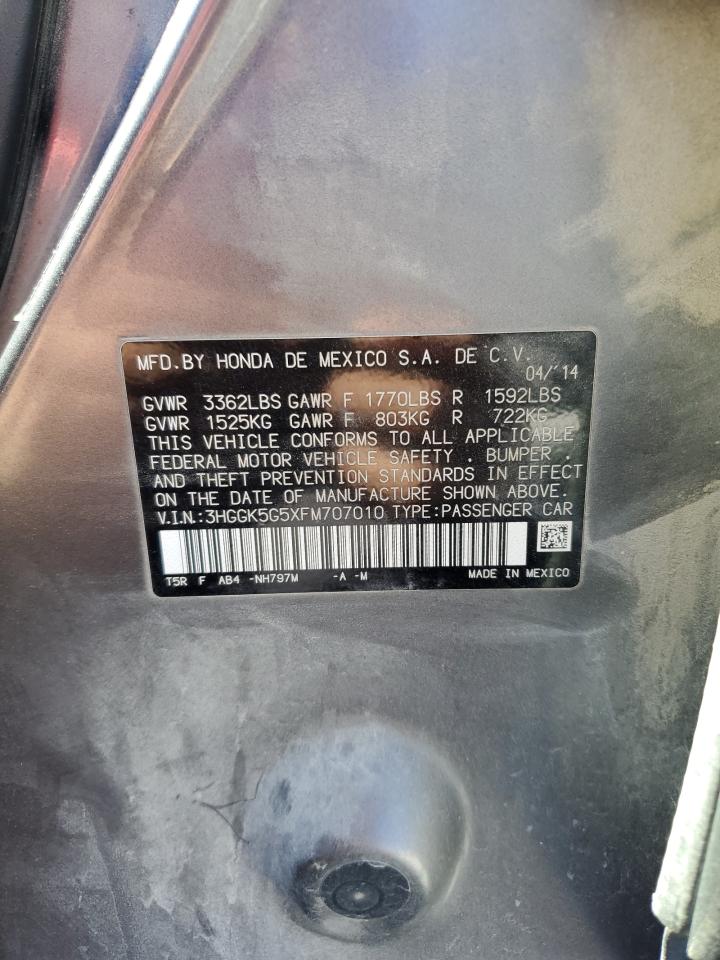 MFD.BY HONDA DE MEXICO S.A. DE C.V.
04/'14
GVWR 3362LBS GAWR F 1770LBS R 1592LBS
GVWR 1525KG GAWR F 803KG R 722KG
THIS VEHICLE CONFORMS TO ALL APPLICABLE
FEDERAL MOTOR VEHICLE SAFETY . BUMPER .
AND THEFT PREVENTION STANDARDS IN EFFECT
ON THE DATE OF MANUFACTURE SHOWN ABOVE.
V.I.N.:3HGGK5G5XFM707010 TYPE:PASSENGER CAR
T5R F AB4 -NH797M -A -M MADE IN MEXICO